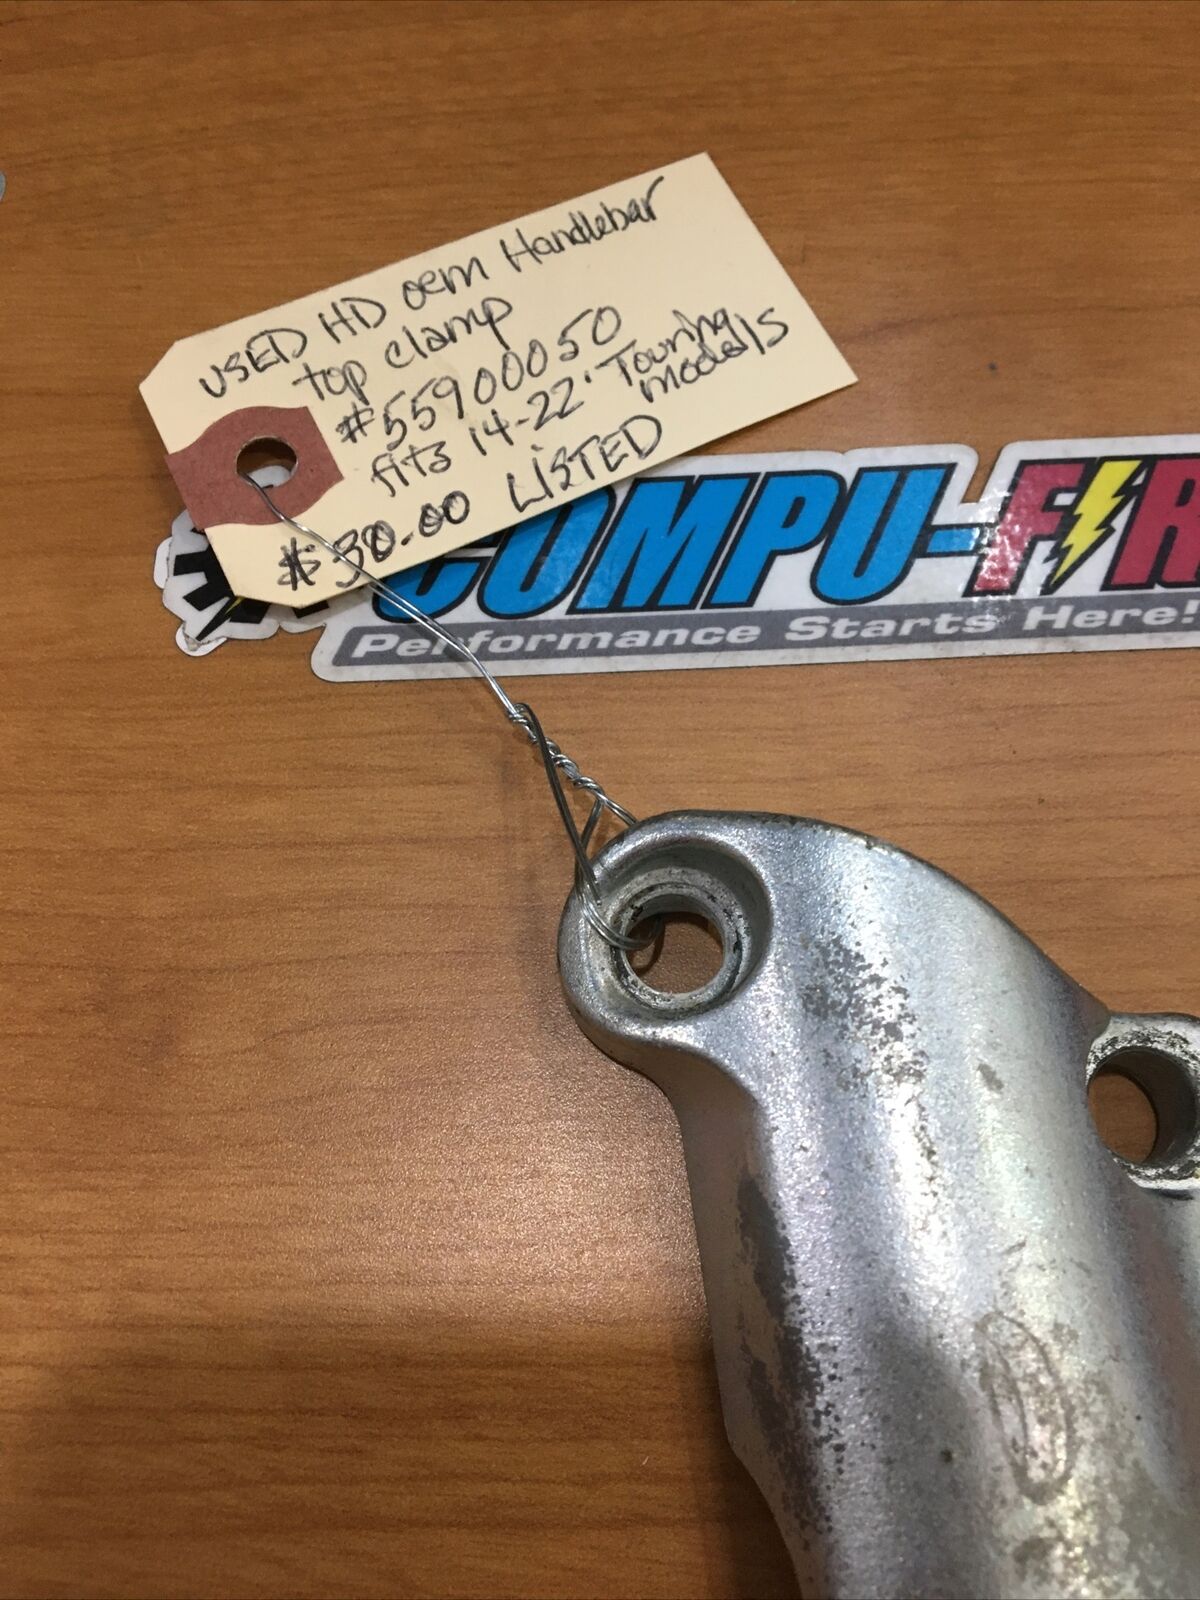 USED HD oem Handlebar
top clamp
#55900050
fits 14-22' Touring
models
$30.00 LISTED
COMPU-FIR
Performance Starts Here!